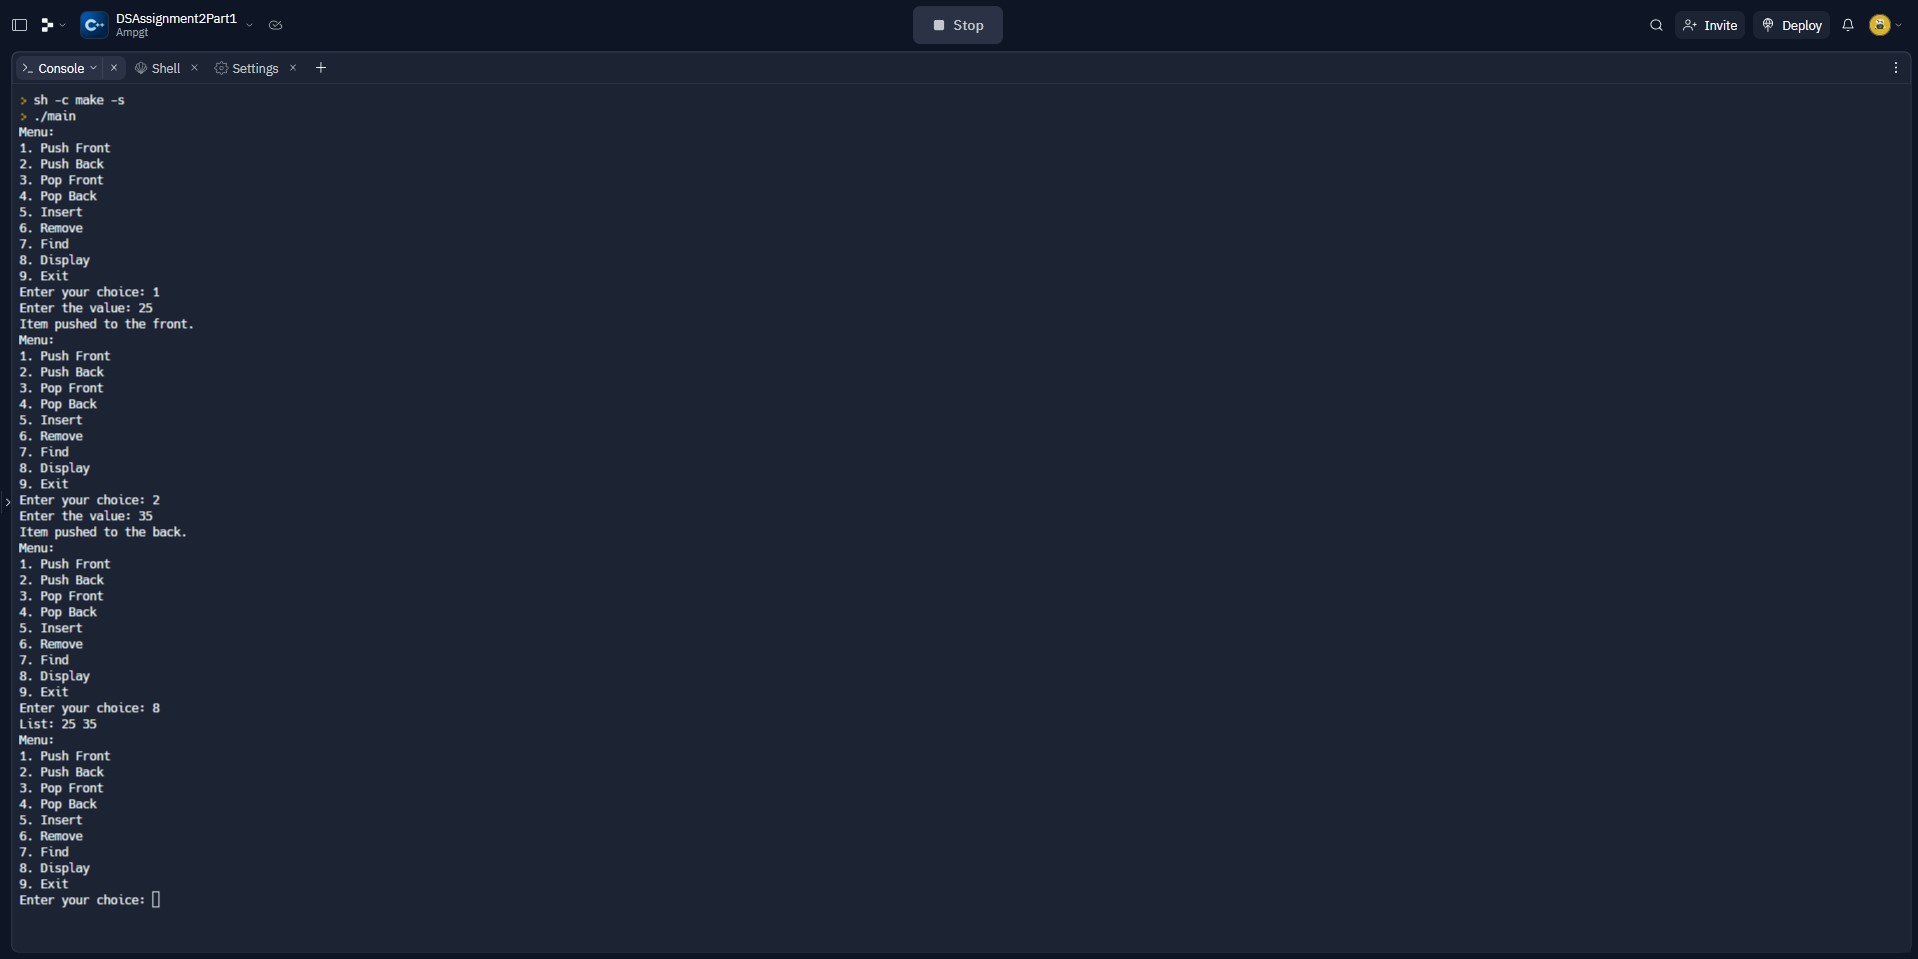 DSAssignment2Part1
Ampgt
Stop
Invite
Deploy
Console
Shell
Settings
> sh -c make -s
> ./main
Menu:
1. Push Front
2. Push Back
3. Pop Front
4. Pop Back
5. Insert
6. Remove
7. Find
8. Display
9. Exit
Enter your choice: 1
Enter the value: 25
Item pushed to the front.
Menu:
1. Push Front
2. Push Back
3. Pop Front
4. Pop Back
5. Insert
6. Remove
7. Find
8. Display
9. Exit
Enter your choice: 2
Enter the value: 35
Item pushed to the back.
Menu:
1. Push Front
2. Push Back
3. Pop Front
4. Pop Back
5. Insert
6. Remove
7. Find
8. Display
9. Exit
Enter your choice: 8
List: 25 35
Menu:
1. Push Front
2. Push Back
3. Pop Front
4. Pop Back
5. Insert
6. Remove
7. Find
8. Display
9. Exit
Enter your choice: